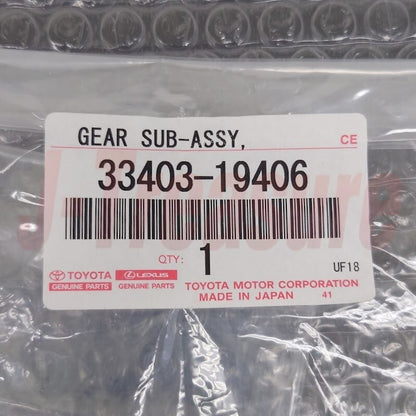 GEAR SUB-ASSY,
CE
33403-19406
J-Treasure
QTY: 1
UF18
TOYOTA
GENUINE PARTS
LEXUS
GENUINE PARTS
TOYOTA MOTOR CORPORATION
MADE IN JAPAN 41